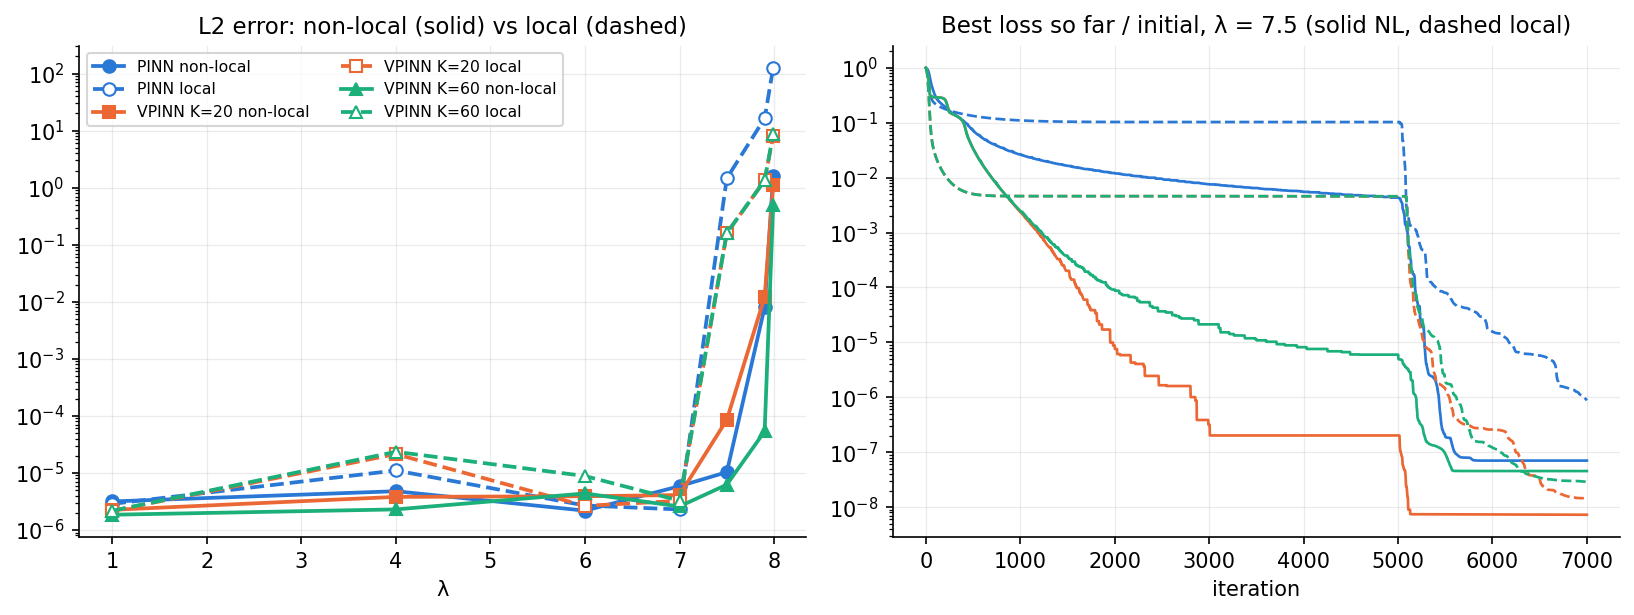 L2 error: non-local (solid) vs local (dashed)
PINN non-local
PINN local
VPINN K=20 non-local
VPINN K=20 local
VPINN K=60 non-local
VPINN K=60 local
10²
10¹
10⁰
10⁻¹
10⁻²
10⁻³
10⁻⁴
10⁻⁵
10⁻⁶
1 2 3 4 5 6 7 8
λ
Best loss so far / initial, λ = 7.5 (solid NL, dashed local)
10⁰
10⁻¹
10⁻²
10⁻³
10⁻⁴
10⁻⁵
10⁻⁶
10⁻⁷
10⁻⁸
0 1000 2000 3000 4000 5000 6000 7000
iteration